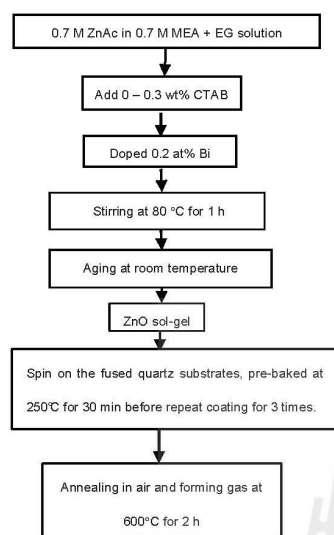 0.7 M ZnAc in 0.7 M MEA + EG solution
Add 0 – 0.3 wt% CTAB
Doped 0.2 at% Bi
Stirring at 80 °C for 1 h
Aging at room temperature
ZnO sol-gel
Spin on the fused quartz substrates, pre-baked at
250℃ for 30 min before repeat coating for 3 times.
Annealing in air and forming gas at
600°C for 2 h